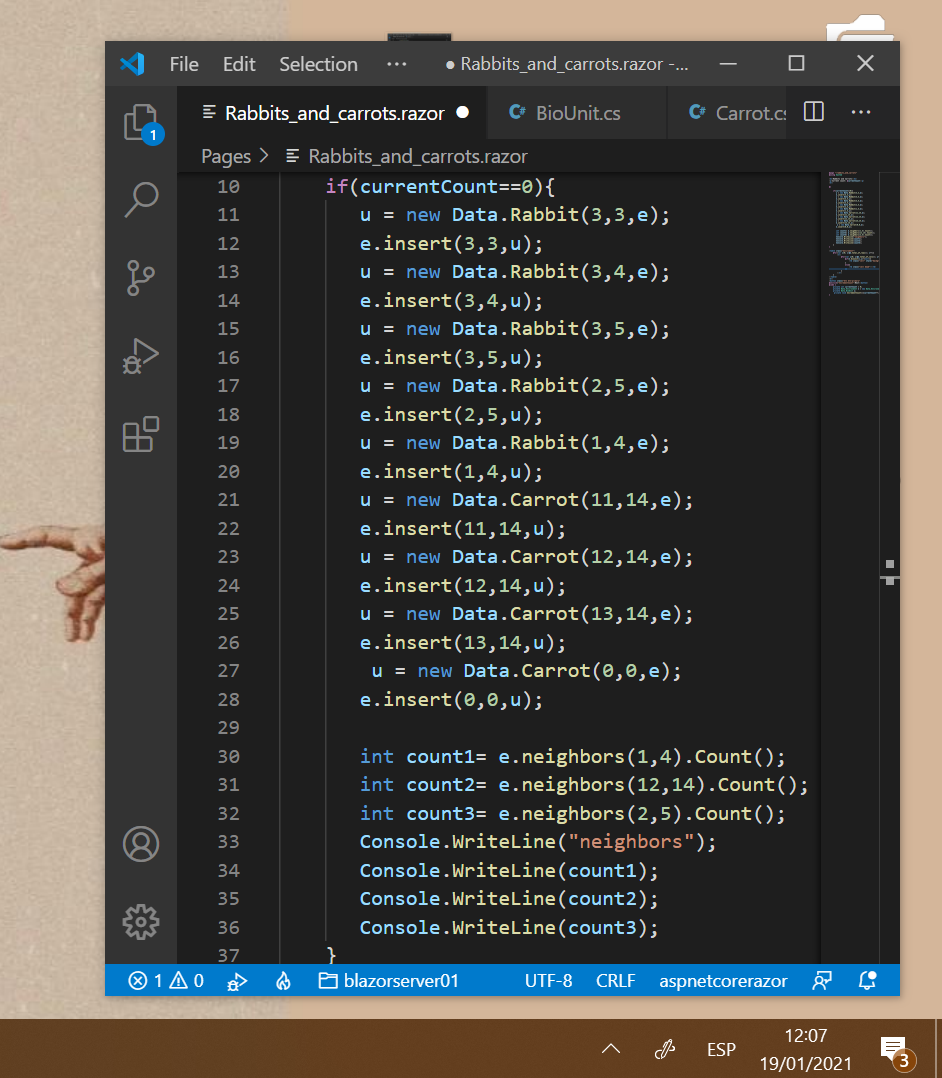 File Edit Selection ··· ● Rabbits_and_carrots.razor -...
Rabbits_and_carrots.razor ● BioUnit.cs Carrot.cs ···
1
Pages > Rabbits_and_carrots.razor
10 if(currentCount==0){
11 u = new Data.Rabbit(3,3,e);
12 e.insert(3,3,u);
13 u = new Data.Rabbit(3,4,e);
14 e.insert(3,4,u);
15 u = new Data.Rabbit(3,5,e);
16 e.insert(3,5,u);
17 u = new Data.Rabbit(2,5,e);
18 e.insert(2,5,u);
19 u = new Data.Rabbit(1,4,e);
20 e.insert(1,4,u);
21 u = new Data.Carrot(11,14,e);
22 e.insert(11,14,u);
23 u = new Data.Carrot(12,14,e);
24 e.insert(12,14,u);
25 u = new Data.Carrot(13,14,e);
26 e.insert(13,14,u);
27 u = new Data.Carrot(0,0,e);
28 e.insert(0,0,u);
29
30 int count1= e.neighbors(1,4).Count();
31 int count2= e.neighbors(12,14).Count();
32 int count3= e.neighbors(2,5).Count();
33 Console.WriteLine("neighbors");
34 Console.WriteLine(count1);
35 Console.WriteLine(count2);
36 Console.WriteLine(count3);
37 }
1 0 blazorserver01 UTF-8 CRLF aspnetcorerazor
ESP
12:07
19/01/2021
3